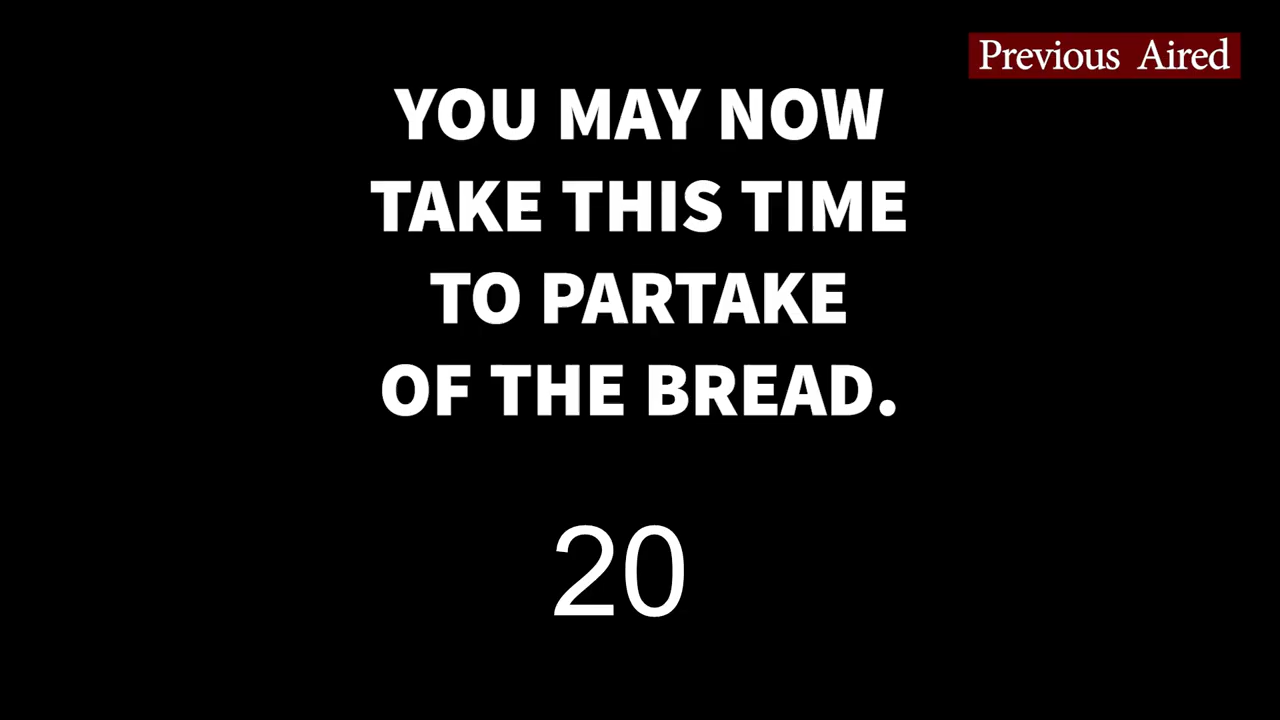 Previous Aired
YOU MAY NOW
TAKE THIS TIME
TO PARTAKE
OF THE BREAD.
20